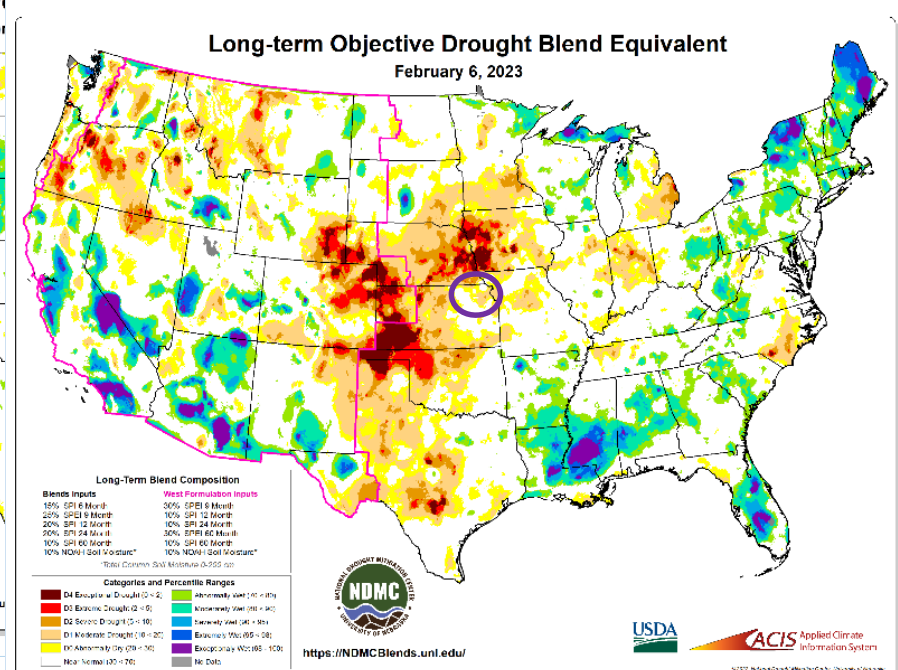 Long-term Objective Drought Blend Equivalent
February 6, 2023
Long-Term Blend Composition
Blends Inputs
15% SPI 6 Month
25% SPEI 9 Month
20% SPI 12 Month
20% SPI 24 Month
10% SPI 60 Month
10% NOAH Soil Moisture*
West Formulation Inputs
30% SPEI 9 Month
10% SPI 12 Month
10% SPI 24 Month
30% SPEI 60 Month
10% SPI 60 Month
10% NOAH Soil Moisture*
*Total Column Soil Moisture 0-200 cm
Categories and Percentile Ranges
D4 Exceptional Drought (0 < 2)
D3 Extreme Drought (2 < 5)
D2 Severe Drought (5 < 10)
D1 Moderate Drought (10 < 20)
D0 Abnormally Dry (20 < 30)
Near Normal (30 < 70)
Abnormally Wet (70 < 80)
Moderately Wet (80 < 90)
Severely Wet (90 < 95)
Extremely Wet (95 < 98)
Exceptionally Wet (98 - 100)
No Data
NATIONAL DROUGHT MITIGATION CENTER
NDMC
UNIVERSITY OF NEBRASKA
https://NDMCBlends.unl.edu/
USDA
ACIS Applied Climate
Information System